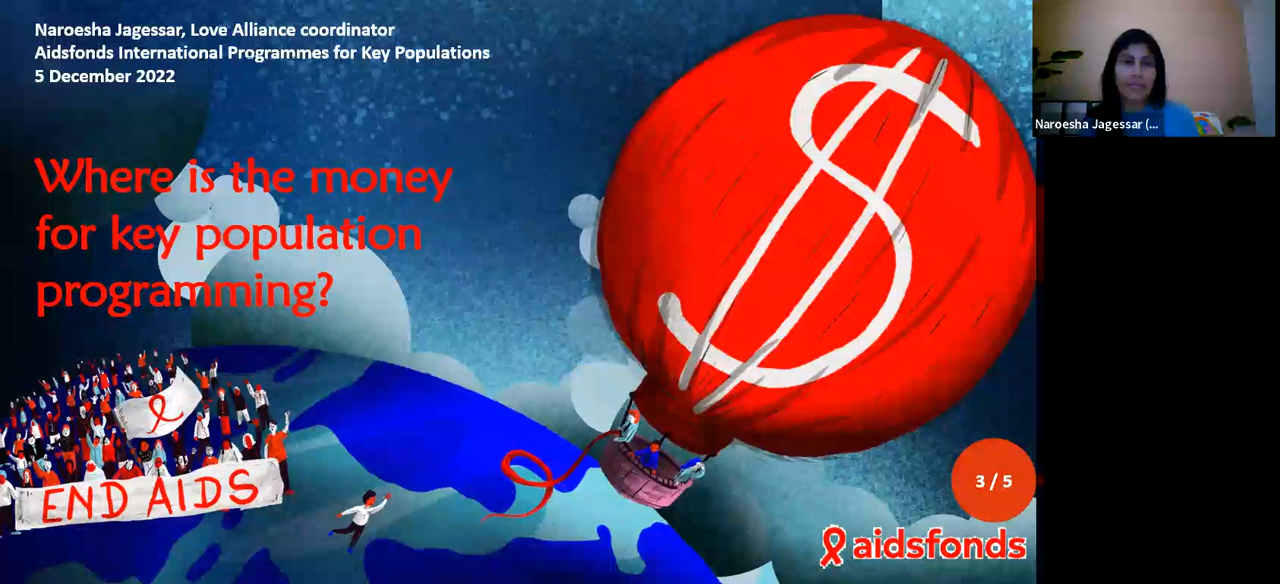 Naroesha Jagessar, Love Alliance coordinator
Aidsfonds International Programmes for Key Populations
5 December 2022
Naroesha Jagessar (...
Where is the money
for key population
programming?
END AIDS
3 / 5
aidsfonds